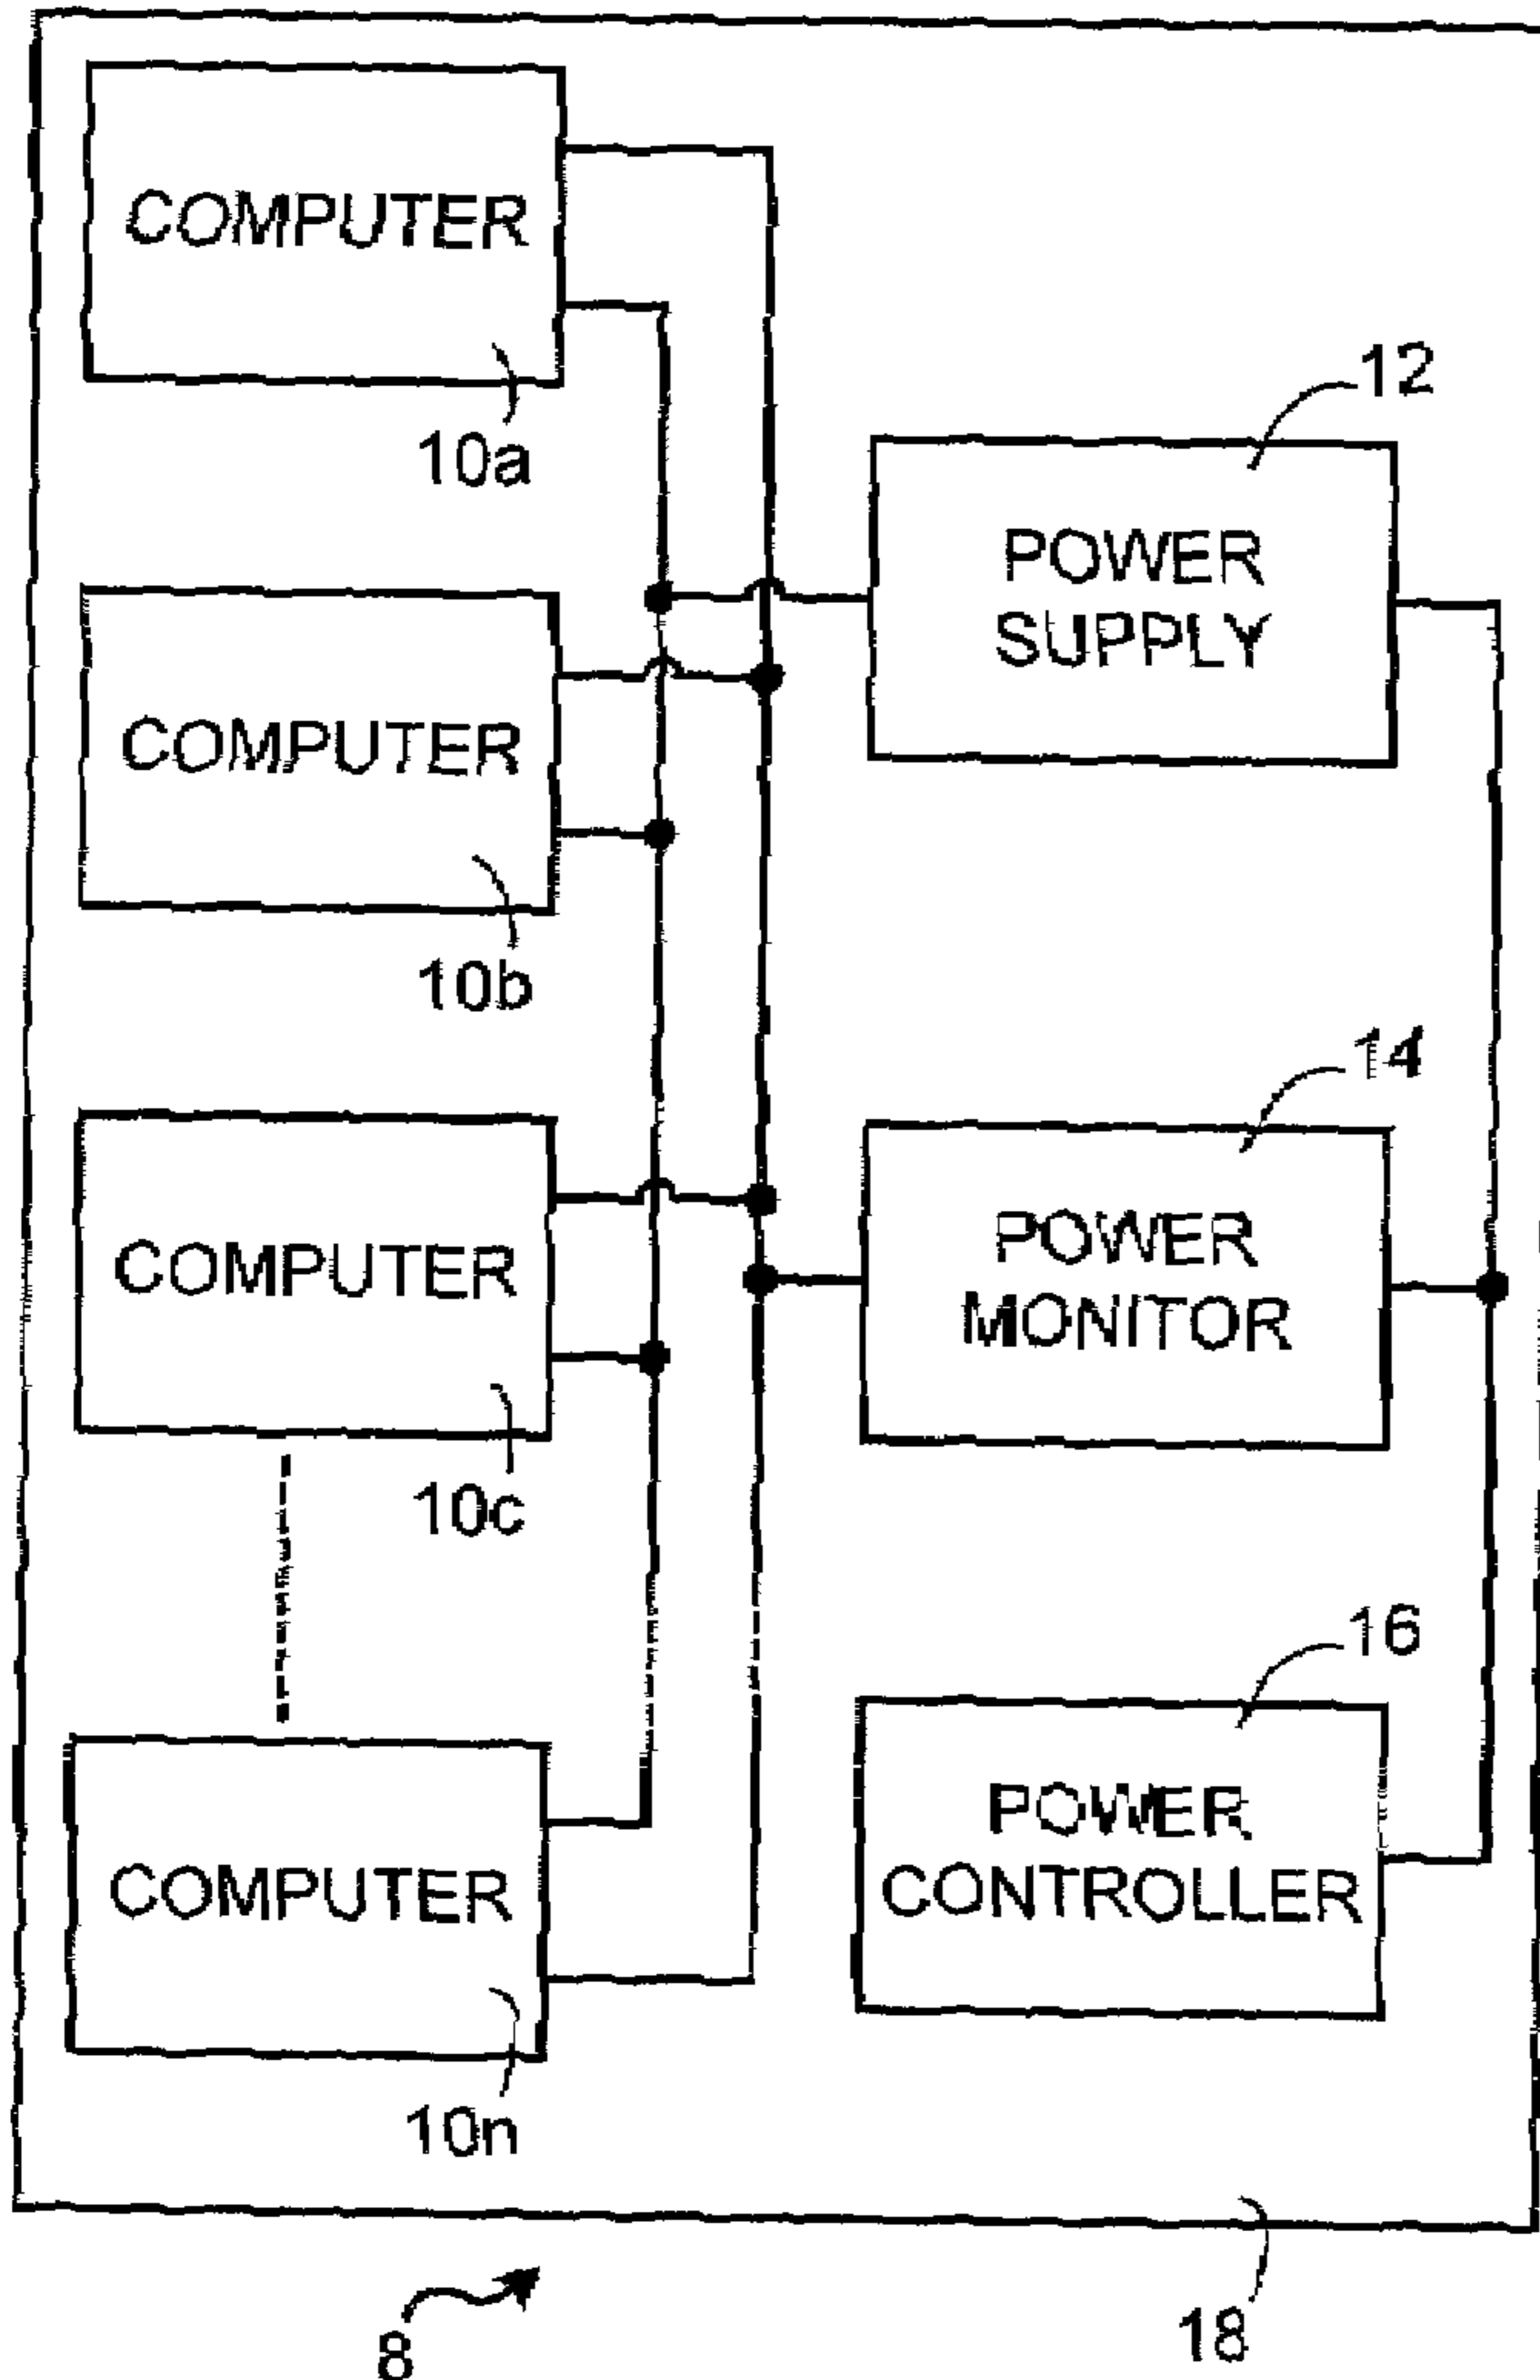 COMPUTER
10a
12
POWER
SUPPLY
COMPUTER
10b
14
COMPUTER
POWER
MONITOR
10c
16
POWER
CONTROLLER
COMPUTER
10n
8
18